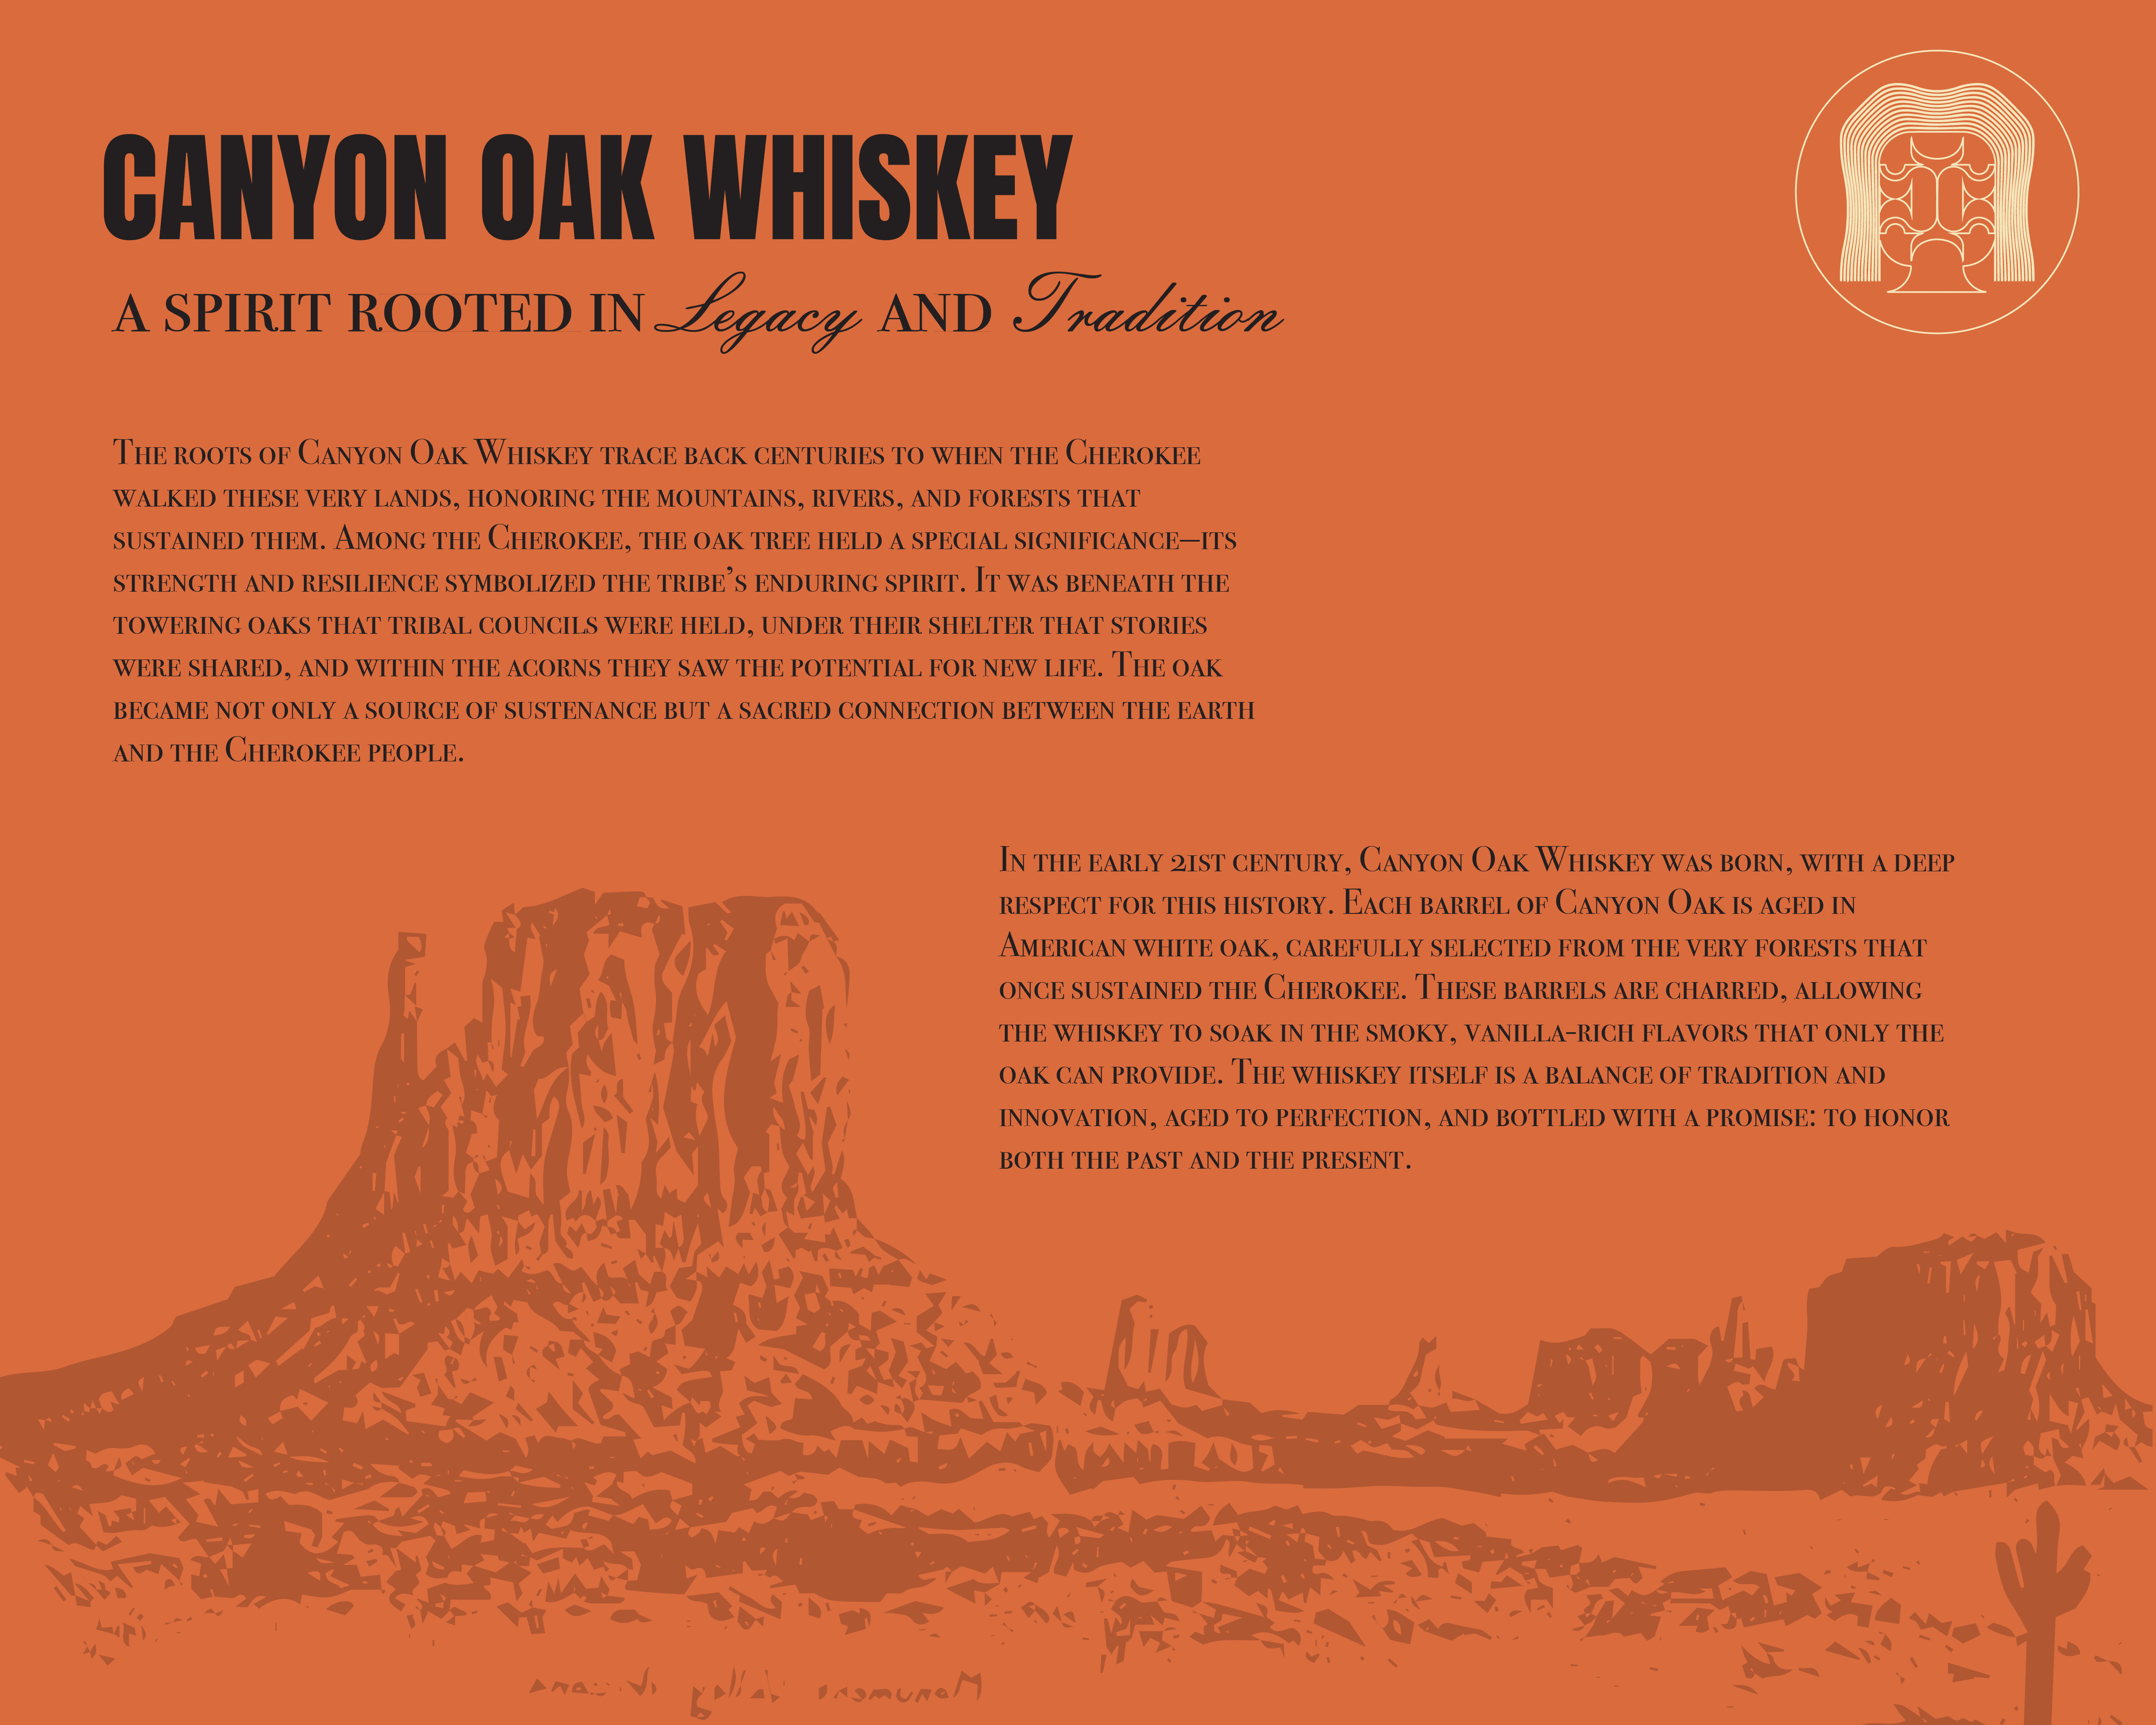 CANYON OAK WHISKEY
A SPIRIT ROOTED IN Legacy AND Tradition
The roots of Canyon Oak Whiskey trace back centuries to when the Cherokee
walked these very lands, honoring the mountains, rivers, and forests that
sustained them. Among the Cherokee, the oak tree held a special significance—its
strength and resilience symbolized the tribe’s enduring spirit. It was beneath the
towering oaks that tribal councils were held, under their shelter that stories
were shared, and within the acorns they saw the potential for new life. The oak
became not only a source of sustenance but a sacred connection between the earth
and the Cherokee people.
In the early 21st century, Canyon Oak Whiskey was born, with a deep
respect for this history. Each barrel of Canyon Oak is aged in
American white oak, carefully selected from the very forests that
once sustained the Cherokee. These barrels are charred, allowing
the whiskey to soak in the smoky, vanilla-rich flavors that only the
oak can provide. The whiskey itself is a balance of tradition and
innovation, aged to perfection, and bottled with a promise: to honor
both the past and the present.